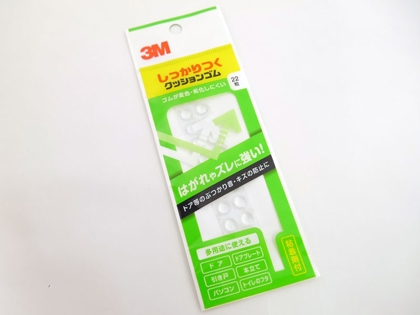 3M
しっかりつく
クッションゴム
22粒
ゴムが変色・劣化しにくい
はがれやズレに強い!
ドア等のぶつかり音・キズの防止に
粘着剤付
多用途に使える
ドア
ドアプレート
引き戸
本立て
パソコン
トイレのフタ